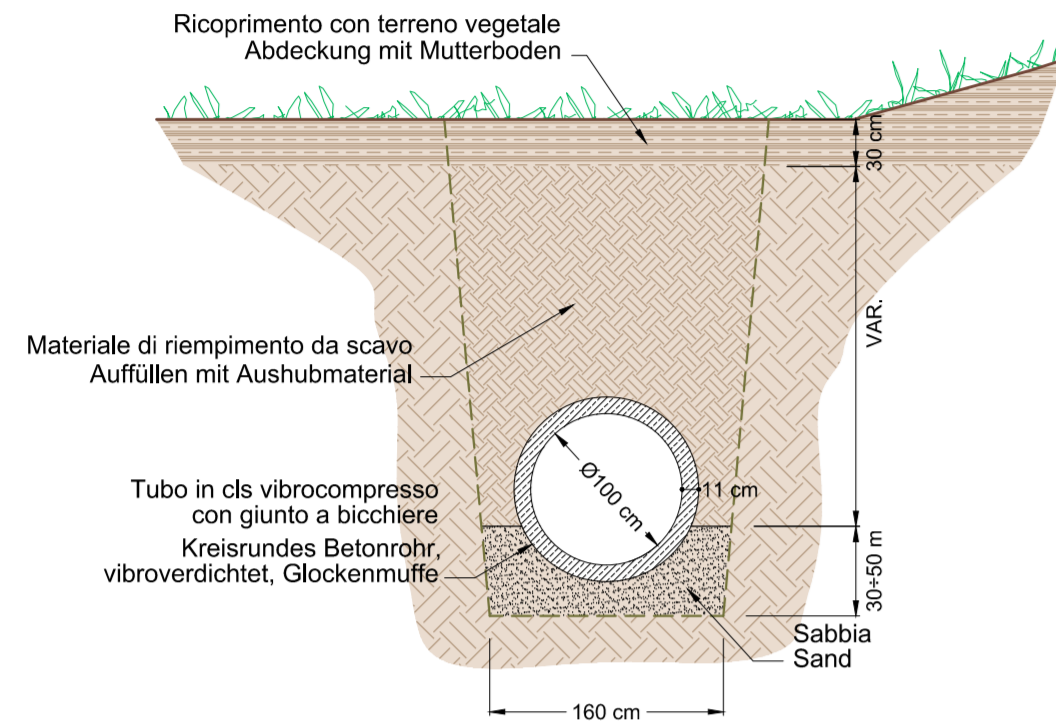 Ricoprimento con terreno vegetale
Abdeckung mit Mutterboden
30 cm
VAR.
Materiale di riempimento da scavo
Auffüllen mit Aushubmaterial
Ø100 cm
11 cm
Tubo in cls vibrocompresso
con giunto a bicchiere
Kreisrundes Betonrohr,
vibroverdichtet, Glockenmuffe
30÷50 m
Sabbia
Sand
160 cm